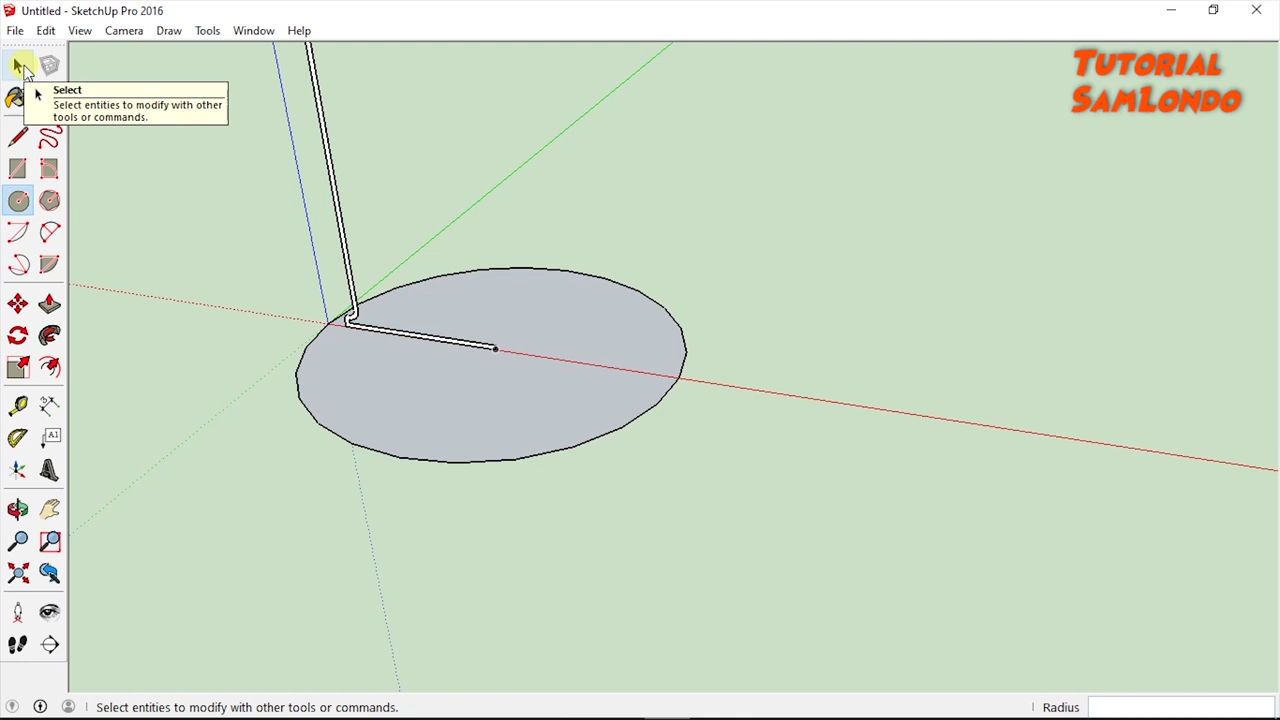 Untitled - SketchUp Pro 2016
File Edit View Camera Draw Tools Window Help
TUTORIAL
SAMLONDO
Select
Select entities to modify with other
tools or commands.
A1
Select entities to modify with other tools or commands.
Radius